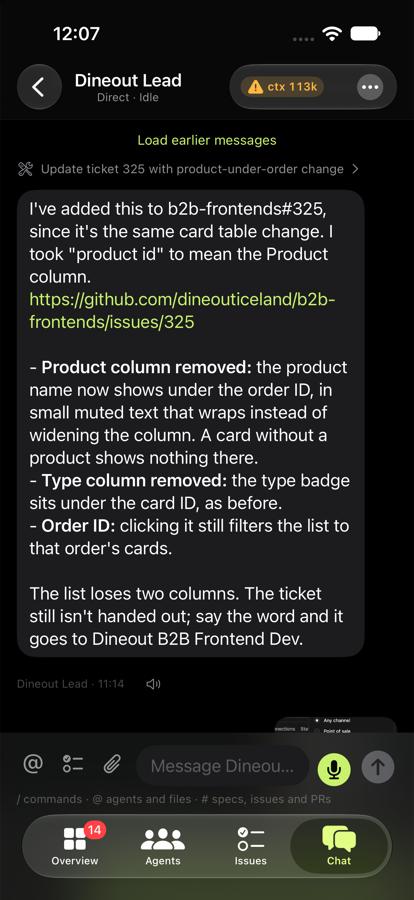 12:07
Dineout Lead
Direct · Idle
ctx 113k
Load earlier messages
Update ticket 325 with product-under-order change
I've added this to b2b-frontends#325,
since it's the same card table change. I
took "product id" to mean the Product
column.
https://github.com/dineouticeland/b2b-
frontends/issues/325
- Product column removed: the product
name now shows under the order ID, in
small muted text that wraps instead of
widening the column. A card without a
product shows nothing there.
- Type column removed: the type badge
sits under the card ID, as before.
- Order ID: clicking it still filters the list to
that order's cards.
The list loses two columns. The ticket
still isn't handed out; say the word and it
goes to Dineout B2B Frontend Dev.
Dineout Lead · 11:14
Any channel
Point of sale
Message Dineou...
/ commands · @ agents and files · # specs, issues and PRs
14
Overview
Agents
Issues
Chat